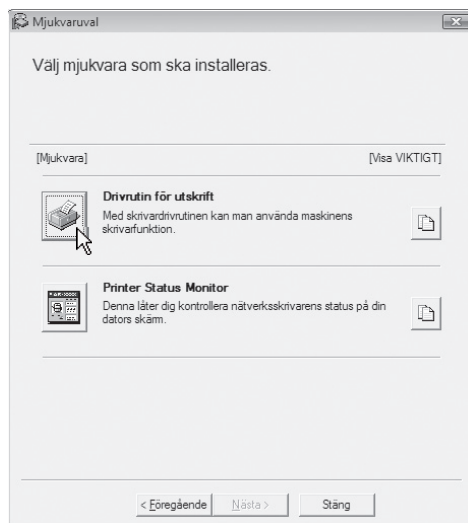 Mjukvaruval
Välj mjukvara som ska installeras.
[Mjukvara] [Visa VIKTIGT]
Drivrutin för utskrift
Med skrivardrivrutinen kan man använda maskinens
skrivarfunktion.
Printer Status Monitor
Denna låter dig kontrollera nätverksskrivarens status på din
dators skärm.
< Föregående Nästa > Stäng